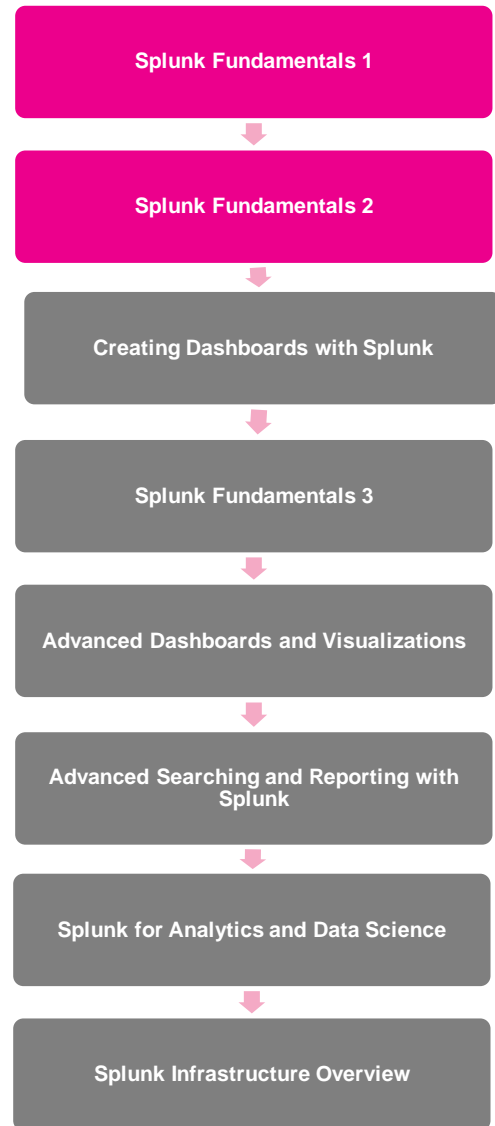 Splunk Fundamentals 1
Splunk Fundamentals 2
Creating Dashboards with Splunk
Splunk Fundamentals 3
Advanced Dashboards and Visualizations
Advanced Searching and Reporting with
Splunk
Splunk for Analytics and Data Science
Splunk Infrastructure Overview